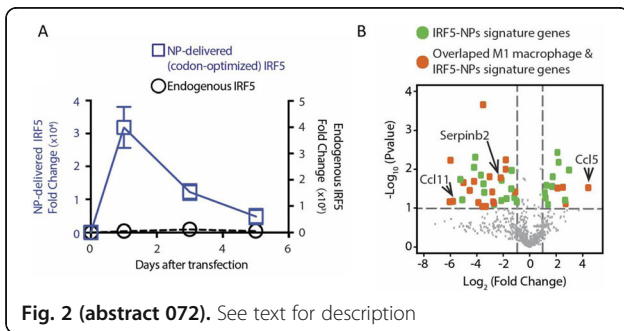 A
NP-delivered
(codon-optimized) IRF5
Endogenous IRF5
NP-delivered IRF5
Fold Change (x10⁴)
4
3
2
1
0
5
4
3
2
1
0
Endogenous IRF5
Fold Change (x10⁰)
0
2
4
6
Days after transfection
B
IRF5-NPs signature genes
Overlaped M1 macrophage &
IRF5-NPs signature genes
-Log10 (Pvalue)
4
2
1
0
Serpinb2
Ccl11
Ccl5
-8
-6
-4
-2
0
2
4
Log2 (Fold Change)
Fig. 2 (abstract 072). See text for description